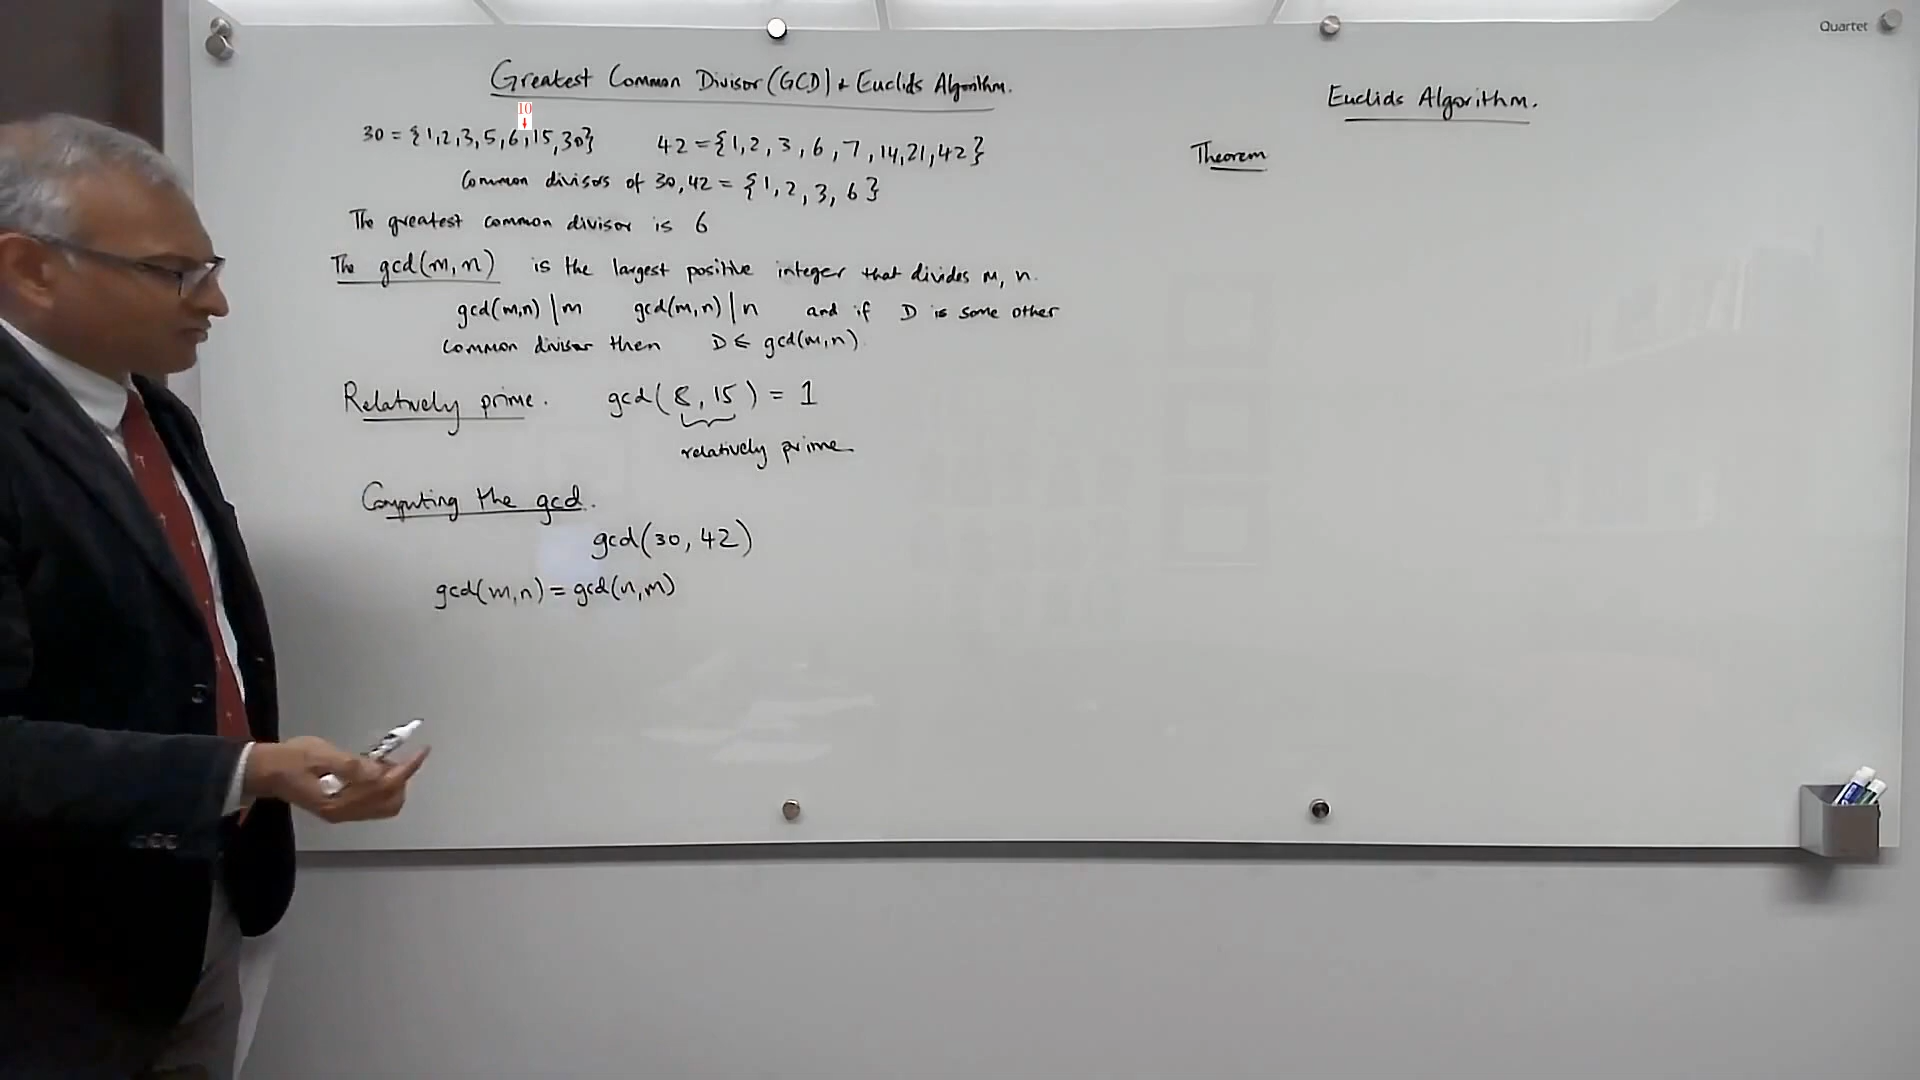 Quartet
Greatest Common Divisor (GCD) + Euclids Algorithm.
10
30 = {1,2,3,5,6,15,30} 42 = {1,2,3,6,7,14,21,42}
Common divisors of 30,42 = {1,2,3,6}
The greatest common divisor is 6
The gcd(m,n) is the largest positive integer that divides m, n.
gcd(m,n) | m gcd(m,n) | n and if D is some other
common divisor then D ≤ gcd(m,n).
Relatively prime. gcd(8,15) = 1
relatively prime
Computing the gcd.
gcd(30,42)
gcd(m,n) = gcd(n,m)
Euclids Algorithm.
Theorem